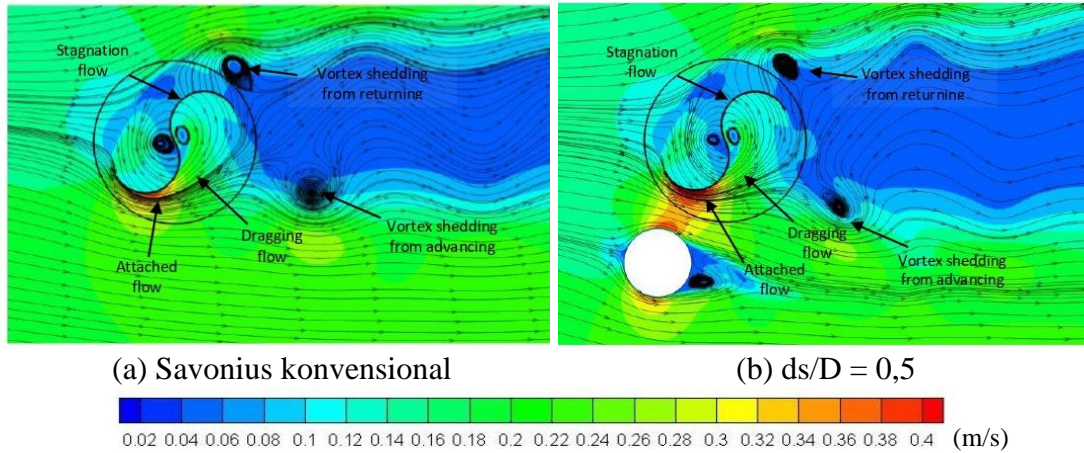 Stagnation
flow
Vortex shedding
from returning
Dragging
flow
Attached
flow
Vortex shedding
from advancing
Stagnation
flow
Vortex shedding
from returning
Dragging
flow
Attached
flow
Vortex shedding
from advancing
(a) Savonius konvensional
(b) ds/D = 0,5
0.02 0.04 0.06 0.08 0.1 0.12 0.14 0.16 0.18 0.2 0.22 0.24 0.26 0.28 0.3 0.32 0.34 0.36 0.38 0.4 (m/s)